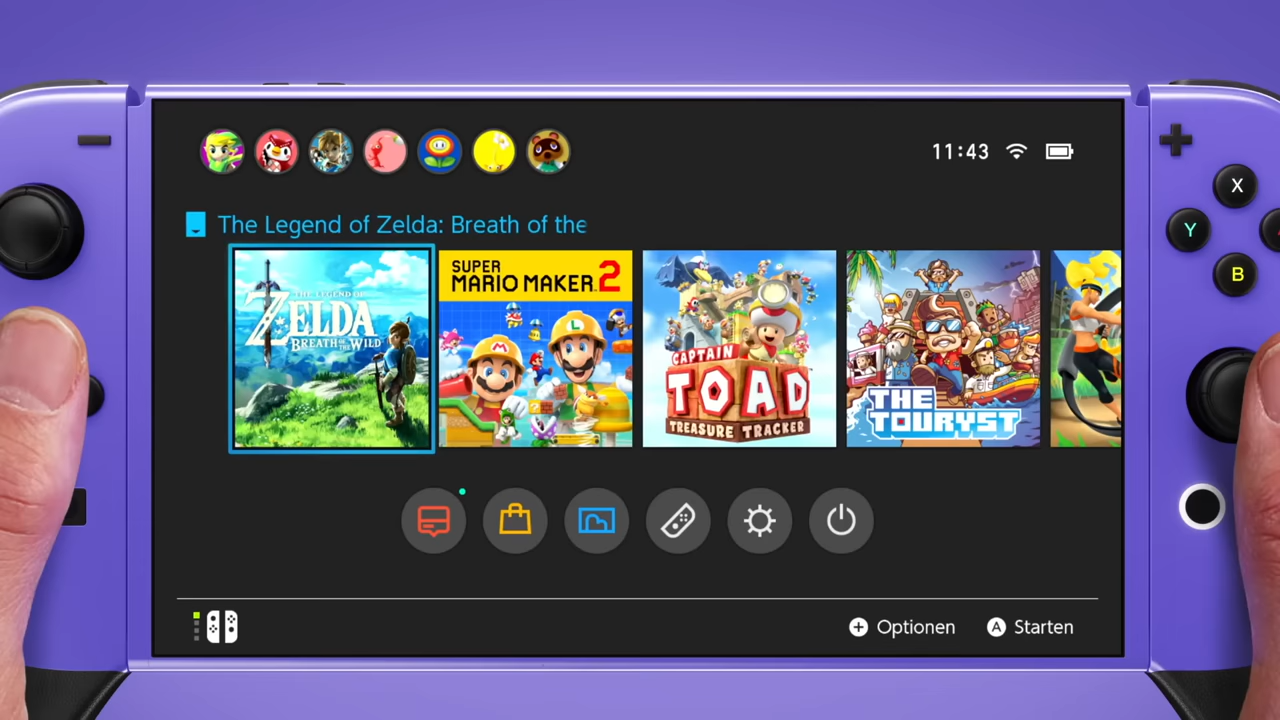 11:43
The Legend of Zelda: Breath of the
THE LEGEND OF
ZELDA
BREATH OF THE WILD
SUPER
MARIO MAKER 2
M
L
CAPTAIN
TOAD
TREASURE TRACKER
THE
TOURYST
X
Y
B
Optionen
A Starten